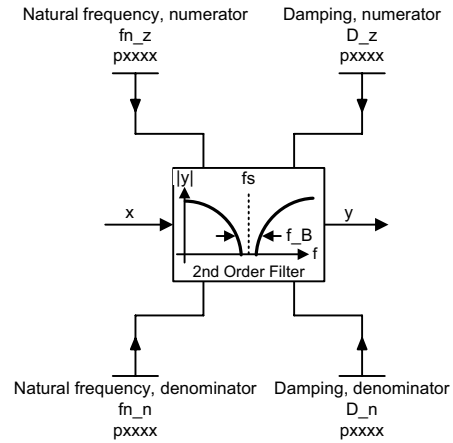 Natural frequency, numerator
fn_z
pxxxx
Damping, numerator
D_z
pxxxx
|y|
fs
x
y
f_B
f
2nd Order Filter
Natural frequency, denominator
fn_n
pxxxx
Damping, denominator
D_n
pxxxx